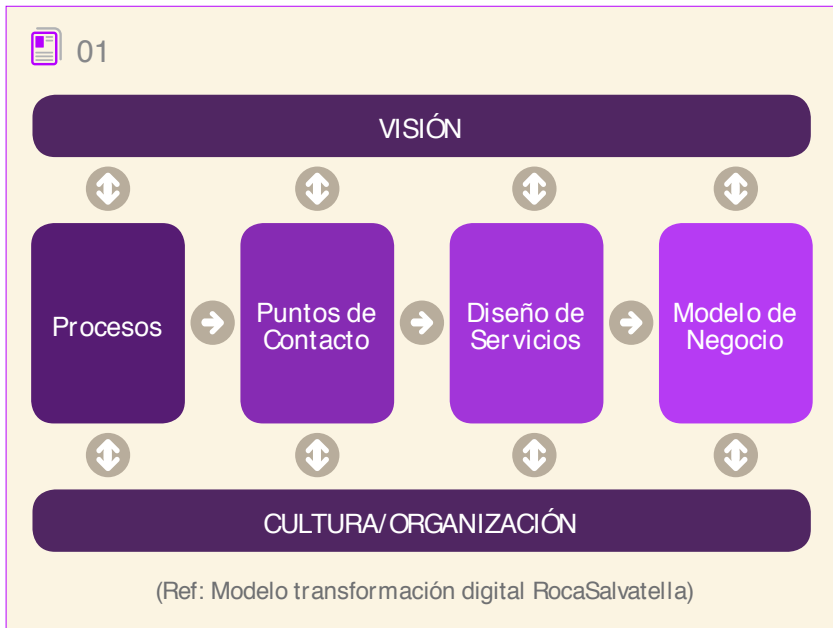 01
VISIÓN
Procesos
Puntos de
Contacto
Diseño de
Servicios
Modelo de
Negocio
CULTURA/ORGANIZACIÓN
(Ref: Modelo transformación digital RocaSalvatella)